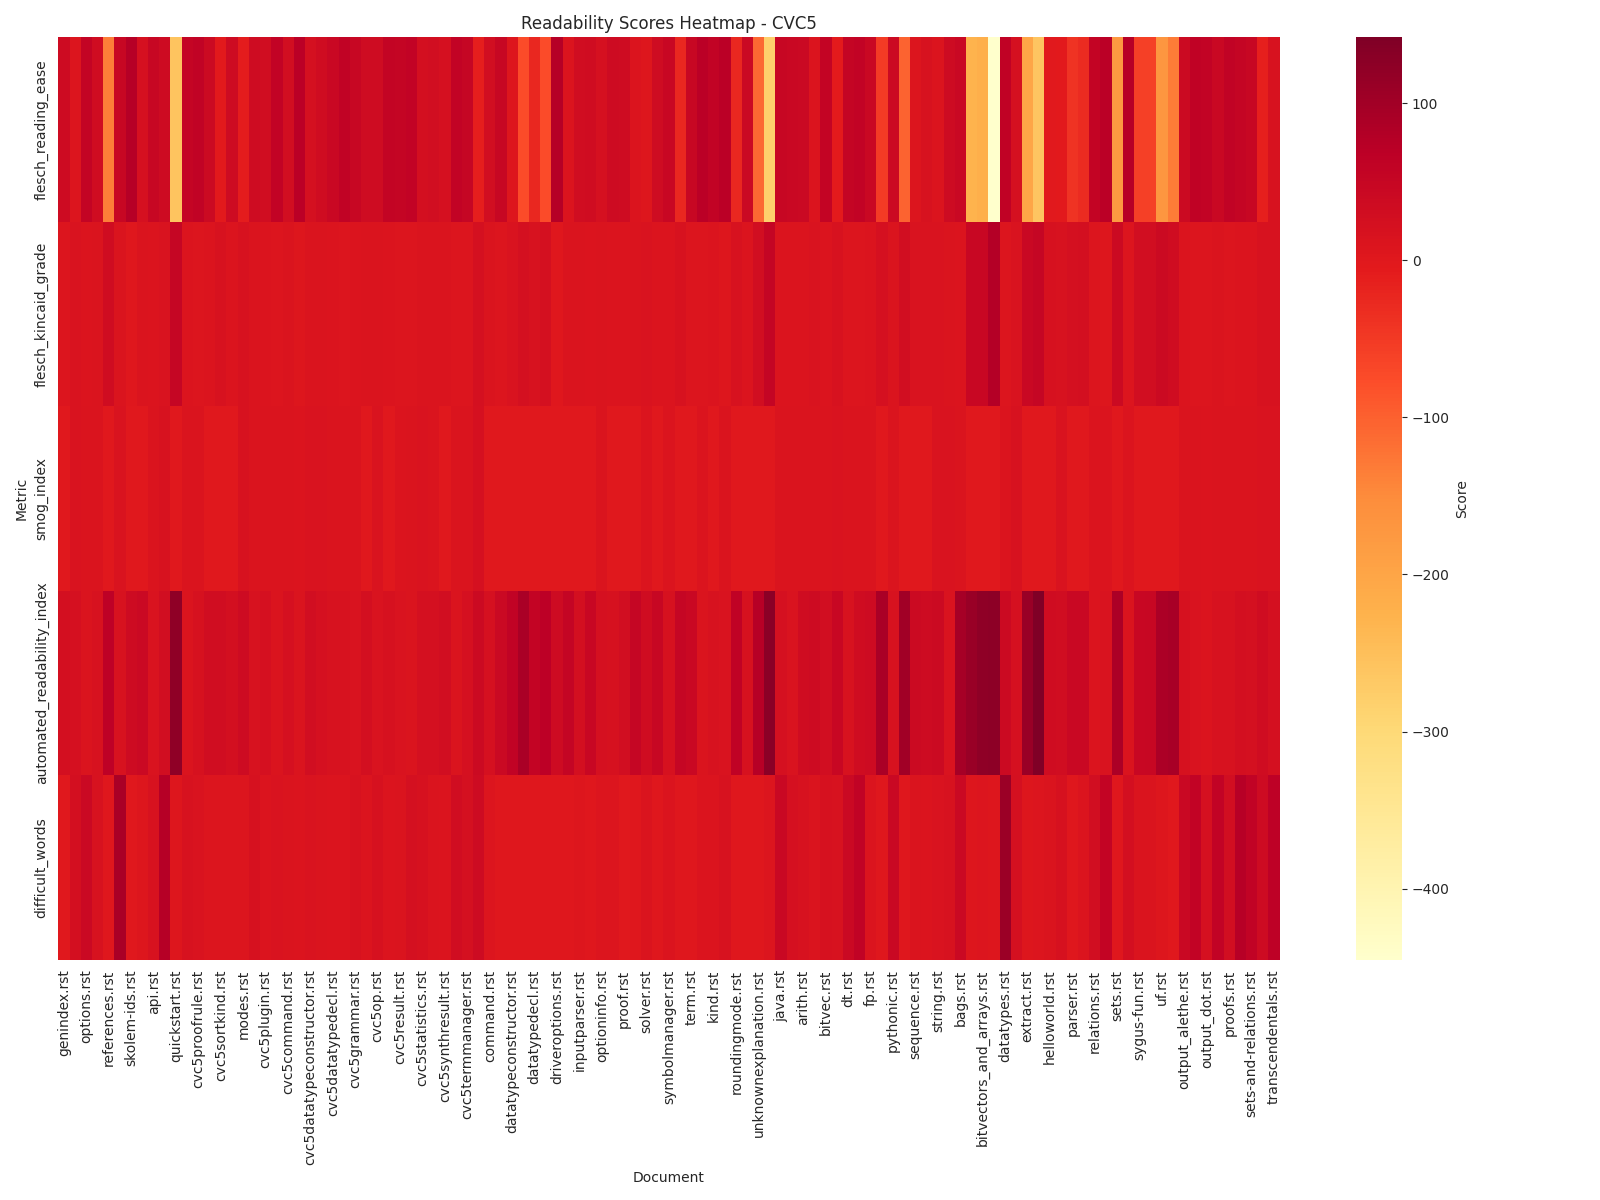 Readability Scores Heatmap - CVC5
Metric
flesch_reading_ease
flesch_kincaid_grade
smog_index
automated_readability_index
difficult_words
genindex.rst
options.rst
references.rst
skolem-ids.rst
api.rst
quickstart.rst
cvc5proofrule.rst
cvc5sortkind.rst
modes.rst
cvc5plugin.rst
cvc5command.rst
cvc5datatypeconstructor.rst
cvc5datatypedecl.rst
cvc5grammar.rst
cvc5op.rst
cvc5result.rst
cvc5statistics.rst
cvc5synthresult.rst
cvc5termmanager.rst
command.rst
datatypeconstructor.rst
datatypedecl.rst
driveroptions.rst
inputparser.rst
optioninfo.rst
proof.rst
solver.rst
symbolmanager.rst
term.rst
kind.rst
roundingmode.rst
unknownexplanation.rst
java.rst
arith.rst
bitvec.rst
dt.rst
fp.rst
pythonic.rst
sequence.rst
string.rst
bags.rst
bitvectors_and_arrays.rst
datatypes.rst
extract.rst
helloworld.rst
parser.rst
relations.rst
sets.rst
sygus-fun.rst
uf.rst
output_alethe.rst
output_dot.rst
proofs.rst
sets-and-relations.rst
transcendentals.rst
Document
100
0
−100
−200
−300
−400
Score